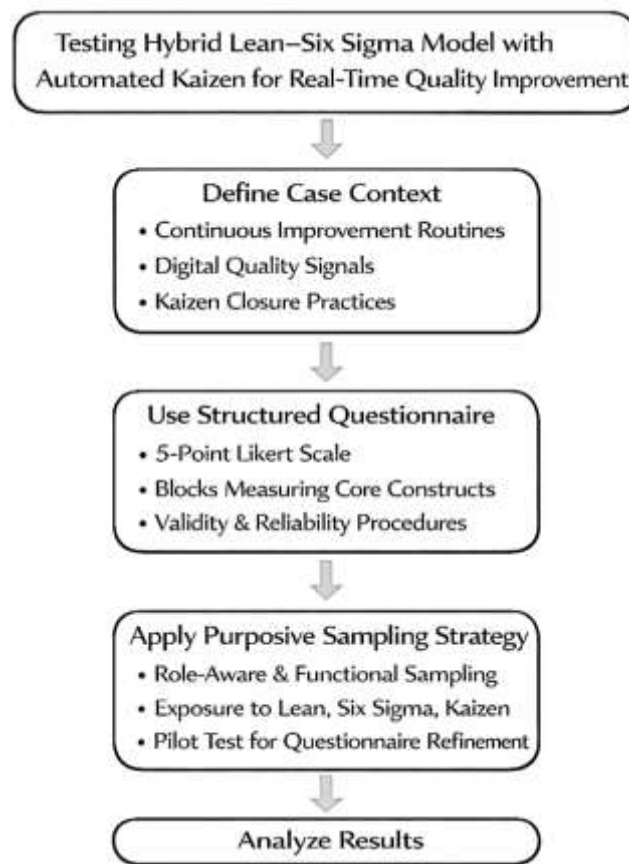 Testing Hybrid Lean–Six Sigma Model with
Automated Kaizen for Real-Time Quality Improvement
Define Case Context
• Continuous Improvement Routines
• Digital Quality Signals
• Kaizen Closure Practices
Use Structured Questionnaire
• 5-Point Likert Scale
• Blocks Measuring Core Constructs
• Validity & Reliability Procedures
Apply Purposive Sampling Strategy
• Role-Aware & Functional Sampling
• Exposure to Lean, Six Sigma, Kaizen
• Pilot Test for Questionnaire Refinement
Analyze Results